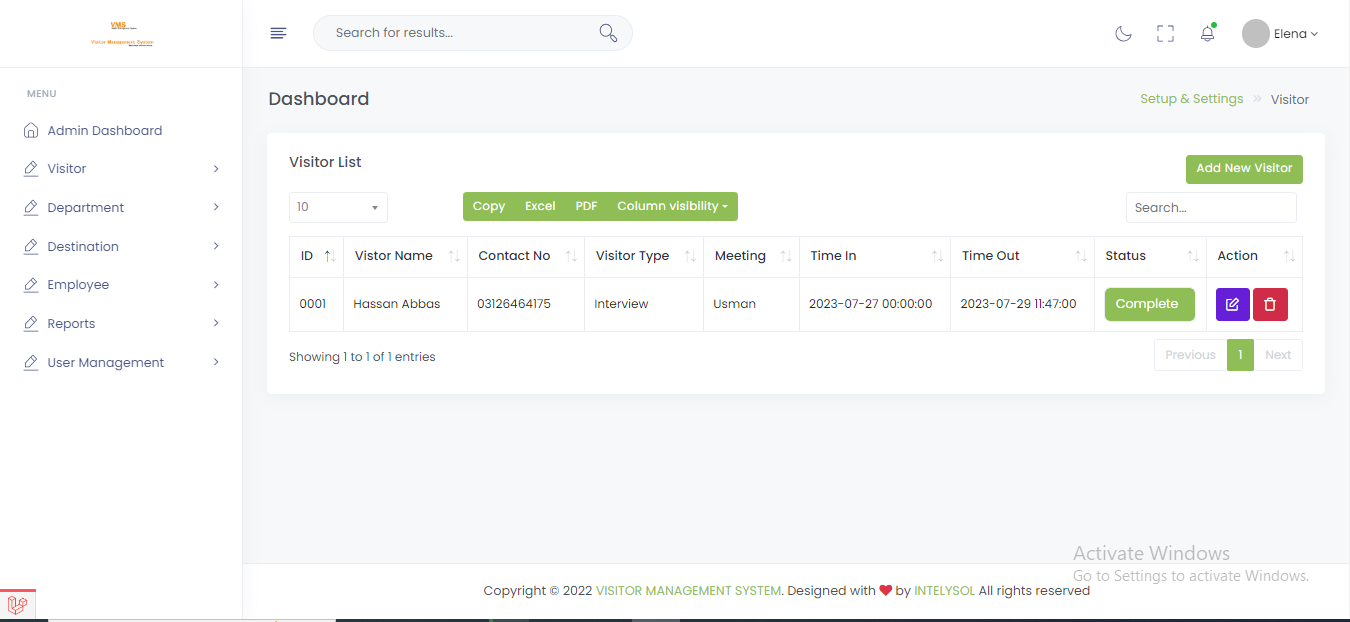 VMS
Visitor Management System
Search for results...
Elena
MENU
Admin Dashboard
Visitor
Department
Destination
Employee
Reports
User Management
Dashboard
Setup & Settings » Visitor
Visitor List
Add New Visitor
10
Copy Excel PDF Column visibility
Search...
ID Vistor Name Contact No Visitor Type Meeting Time In Time Out Status Action
0001 Hassan Abbas 03126464175 Interview Usman 2023-07-27 00:00:00 2023-07-29 11:47:00 Complete
Showing 1 to 1 of 1 entries
Previous 1 Next
Activate Windows
Go to Settings to activate Windows.
Copyright © 2022 VISITOR MANAGEMENT SYSTEM. Designed with ❤ by INTELYSOL All rights reserved